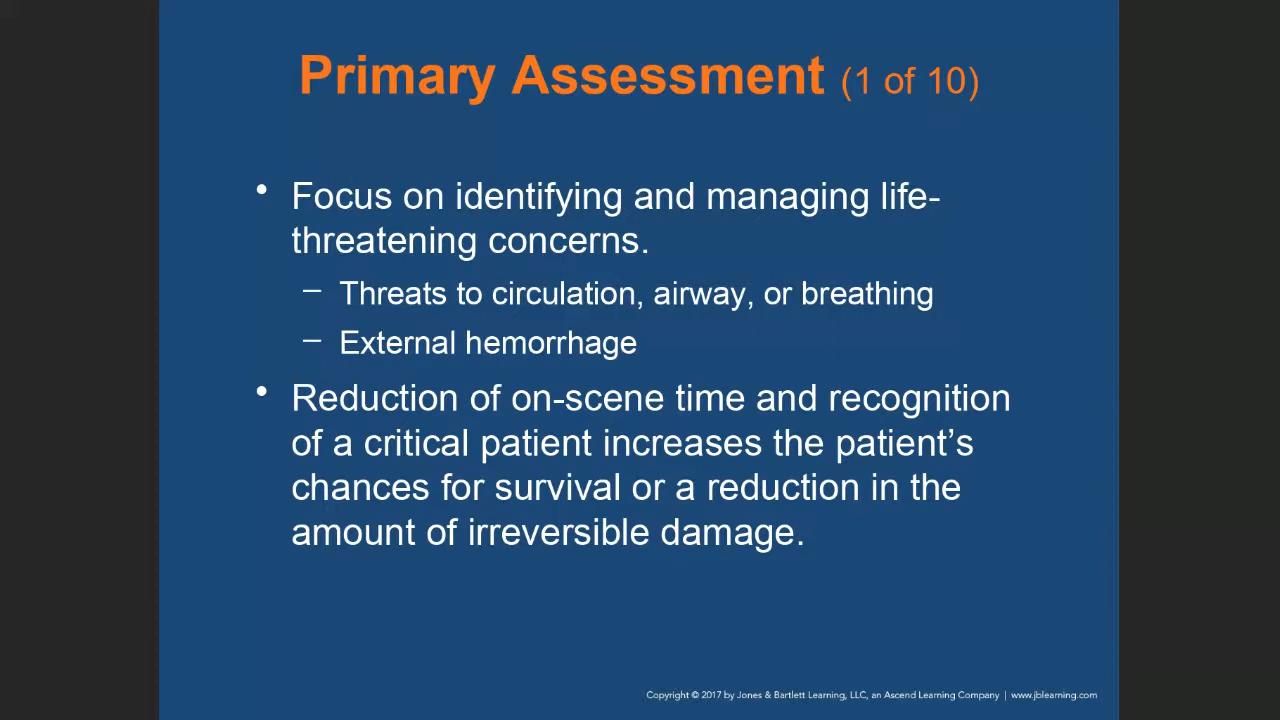 Primary Assessment (1 of 10)
• Focus on identifying and managing life-
threatening concerns.
– Threats to circulation, airway, or breathing
– External hemorrhage
• Reduction of on-scene time and recognition
of a critical patient increases the patient’s
chances for survival or a reduction in the
amount of irreversible damage.
Copyright © 2017 by Jones & Bartlett Learning, LLC, an Ascend Learning Company | www.jblearning.com